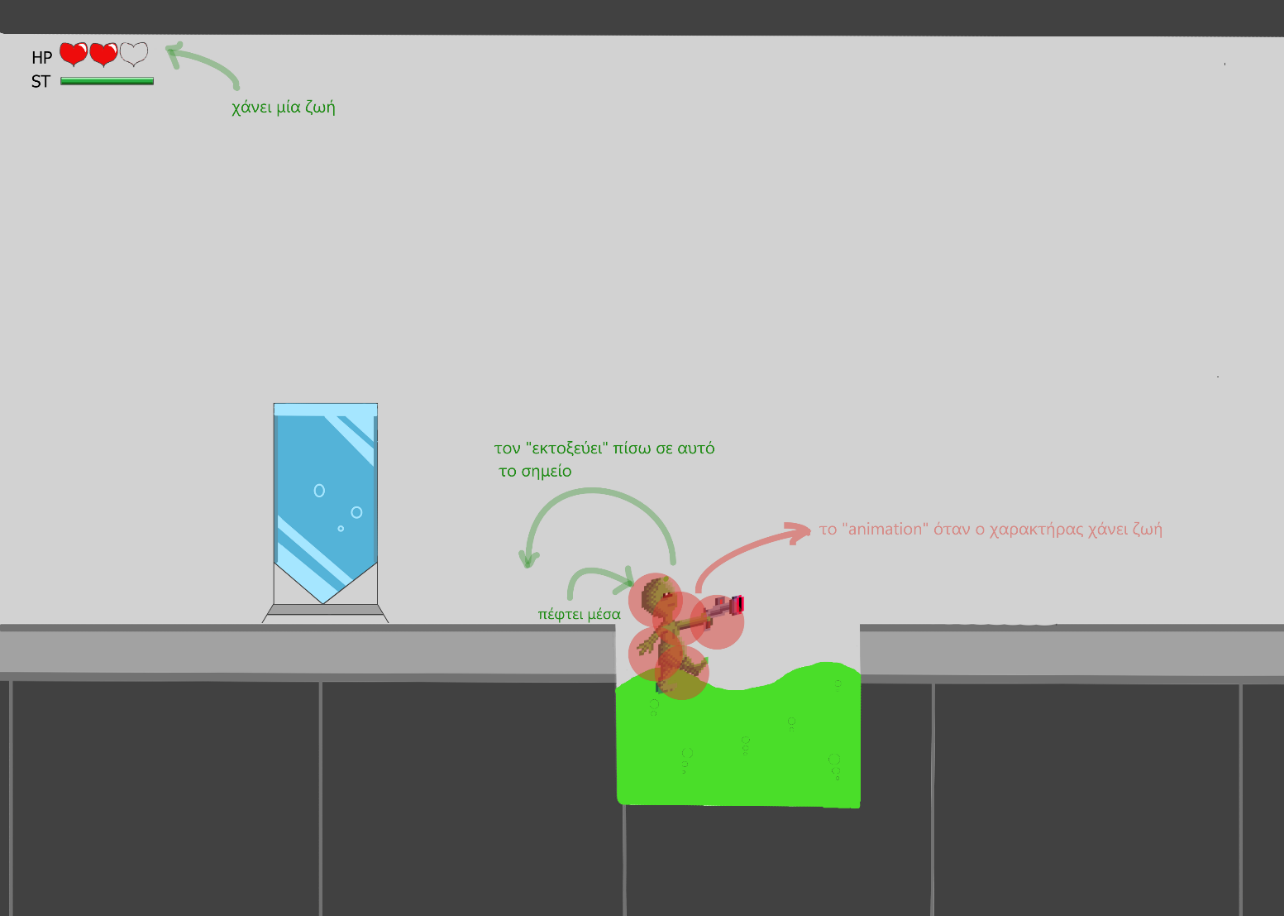 HP
ST
χάνει μία ζωή
τον "εκτοξεύει" πίσω σε αυτό
το σημείο
το "animation" όταν ο χαρακτήρας χάνει ζωή
πέφτει μέσα